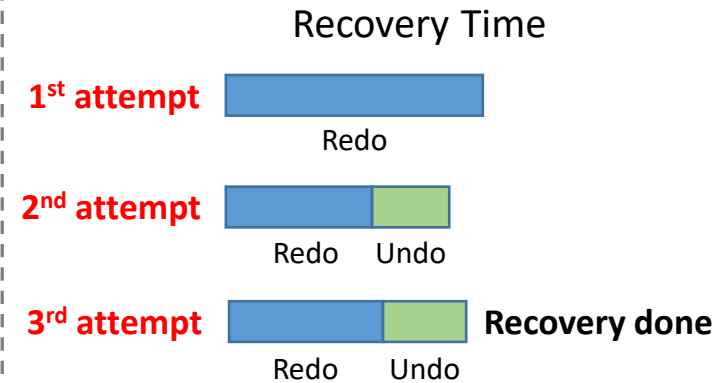 Recovery Time
1st attempt
Redo
2nd attempt
Redo Undo
3rd attempt Recovery done
Redo Undo